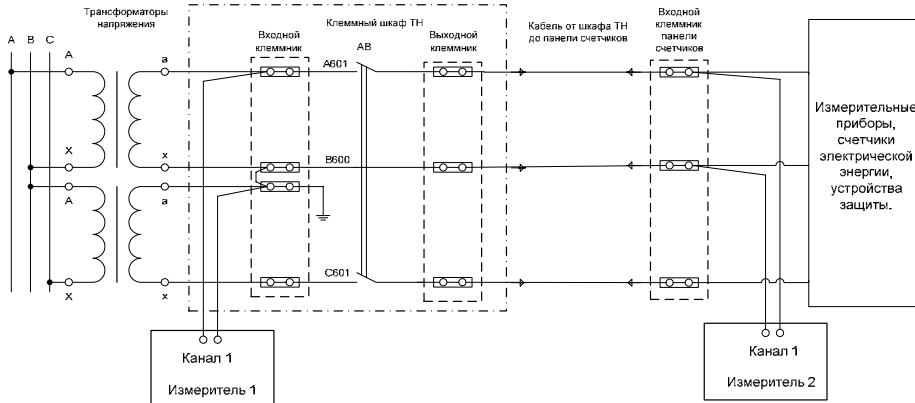 Трансформаторы
напряжения
Клеммный шкаф ТН
Входной
клеммник
АВ
Выходной
клеммник
Кабель от шкафа ТН
до панели счетчиков
Входной
клеммник
панели
счетчиков
A B C
A
a
A601
X
x
B600
A
a
C601
X
x
Измерительные
приборы,
счетчики
электрической
энергии,
устройства
защиты.
Канал 1
Измеритель 1
Канал 1
Измеритель 2